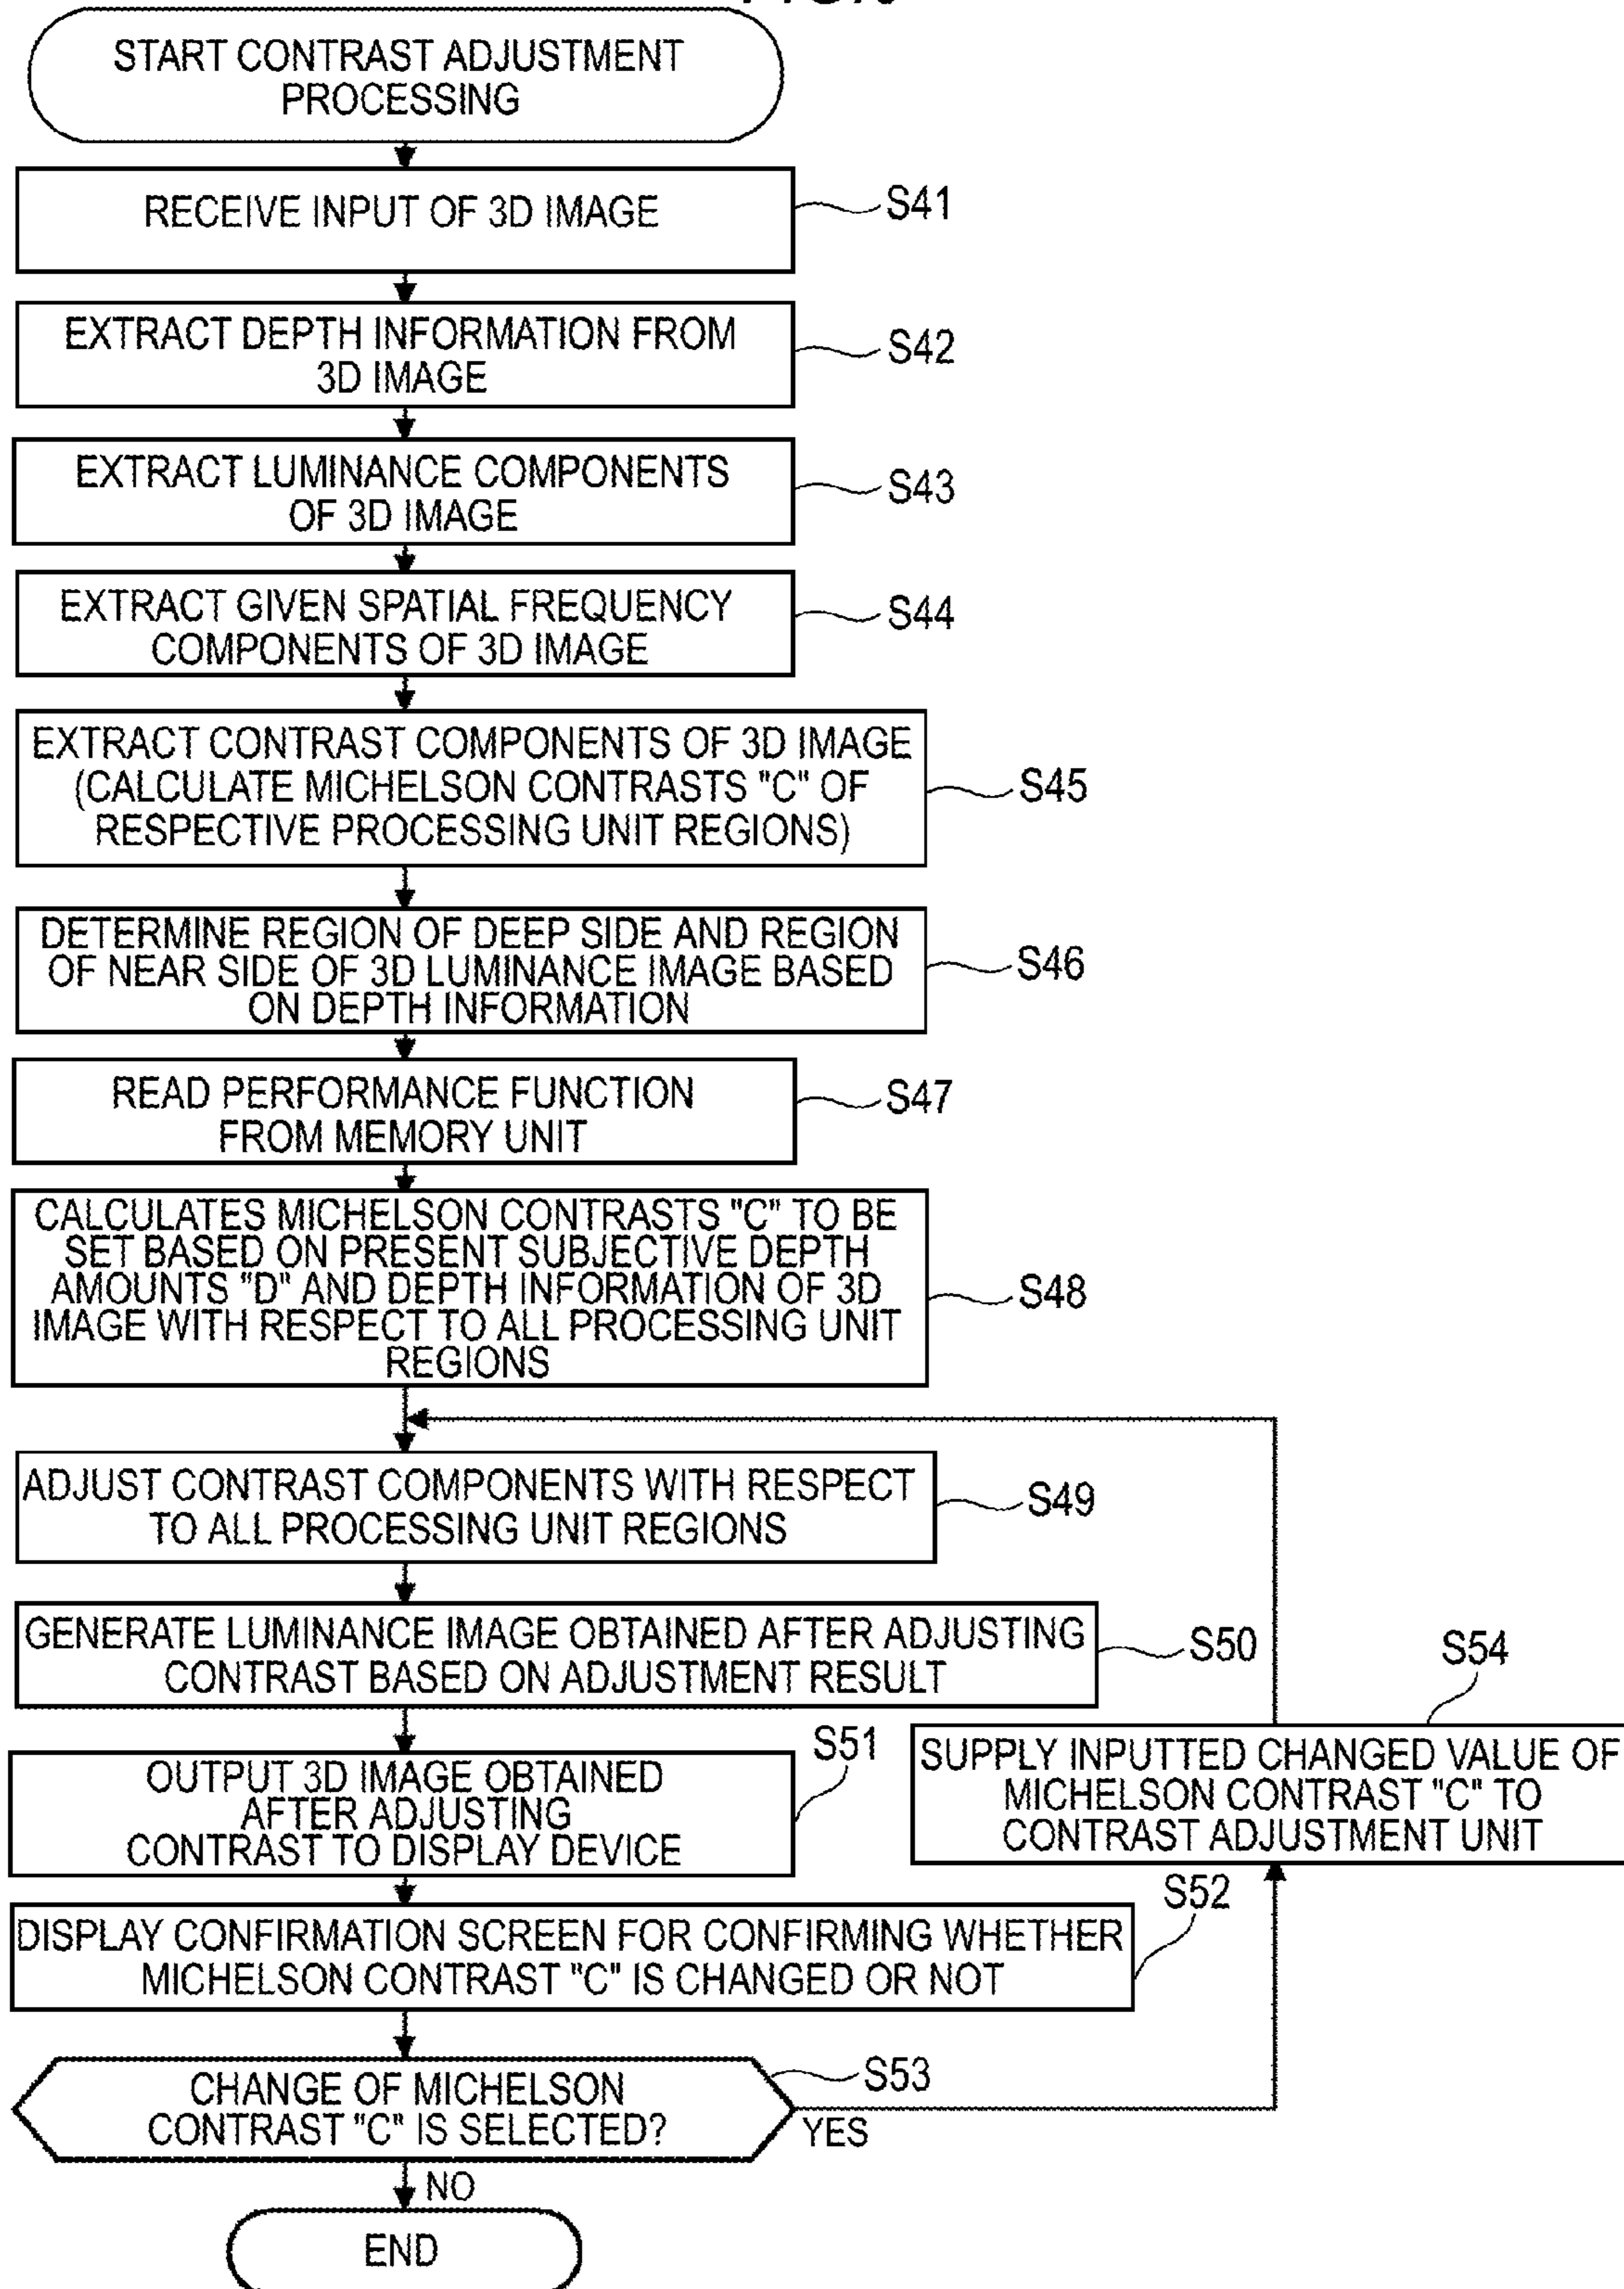 START CONTRAST ADJUSTMENT
PROCESSING
RECEIVE INPUT OF 3D IMAGE
S41
EXTRACT DEPTH INFORMATION FROM
3D IMAGE
S42
EXTRACT LUMINANCE COMPONENTS
OF 3D IMAGE
S43
EXTRACT GIVEN SPATIAL FREQUENCY
COMPONENTS OF 3D IMAGE
S44
EXTRACT CONTRAST COMPONENTS OF 3D IMAGE
(CALCULATE MICHELSON CONTRASTS "C" OF
RESPECTIVE PROCESSING UNIT REGIONS)
S45
DETERMINE REGION OF DEEP SIDE AND REGION
OF NEAR SIDE OF 3D LUMINANCE IMAGE BASED
ON DEPTH INFORMATION
S46
READ PERFORMANCE FUNCTION
FROM MEMORY UNIT
S47
CALCULATES MICHELSON CONTRASTS "C" TO BE
SET BASED ON PRESENT SUBJECTIVE DEPTH
AMOUNTS "D" AND DEPTH INFORMATION OF 3D
IMAGE WITH RESPECT TO ALL PROCESSING UNIT
REGIONS
S48
ADJUST CONTRAST COMPONENTS WITH RESPECT
TO ALL PROCESSING UNIT REGIONS
S49
GENERATE LUMINANCE IMAGE OBTAINED AFTER ADJUSTING
CONTRAST BASED ON ADJUSTMENT RESULT
S50
OUTPUT 3D IMAGE OBTAINED
AFTER ADJUSTING
CONTRAST TO DISPLAY DEVICE
S51
DISPLAY CONFIRMATION SCREEN FOR CONFIRMING WHETHER
MICHELSON CONTRAST "C" IS CHANGED OR NOT
S52
CHANGE OF MICHELSON
CONTRAST "C" IS SELECTED?
S53
YES
NO
END
S54
SUPPLY INPUTTED CHANGED VALUE OF
MICHELSON CONTRAST "C" TO
CONTRAST ADJUSTMENT UNIT